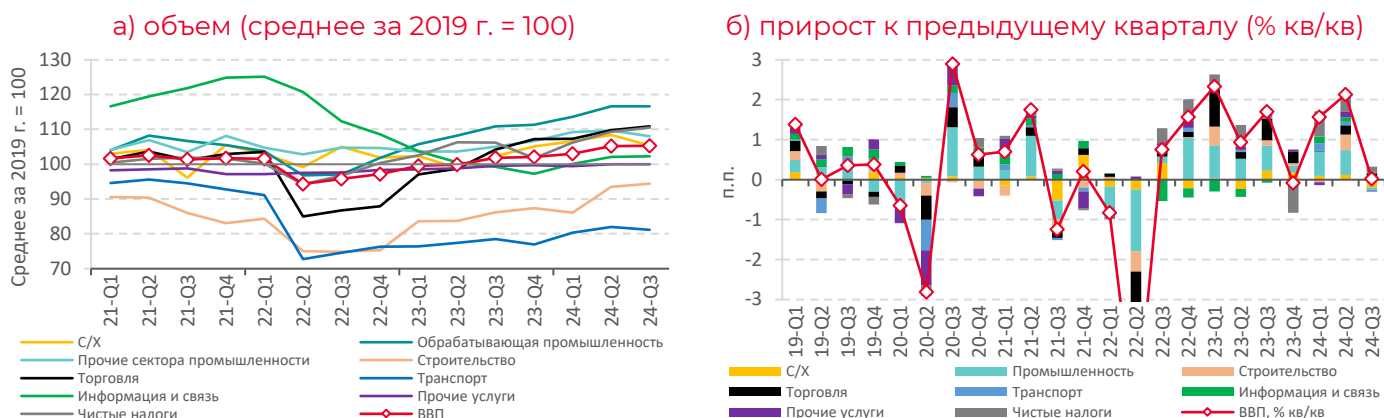 а) объем (среднее за 2019 г. = 100)
Среднее за 2019 г. = 100
130
120
110
100
90
80
70
21-Q1
21-Q2
21-Q3
21-Q4
22-Q1
22-Q2
22-Q3
22-Q4
23-Q1
23-Q2
23-Q3
23-Q4
24-Q1
24-Q2
24-Q3
С/Х
Обрабатывающая промышленность
Прочие сектора промышленности
Строительство
Торговля
Транспорт
Информация и связь
Прочие услуги
Чистые налоги
ВВП
б) прирост к предыдущему кварталу (% кв/кв)
п.п.
3
2
1
0
-1
-2
-3
19-Q1
19-Q2
19-Q3
19-Q4
20-Q1
20-Q2
20-Q3
20-Q4
21-Q1
21-Q2
21-Q3
21-Q4
22-Q1
22-Q2
22-Q3
22-Q4
23-Q1
23-Q2
23-Q3
23-Q4
24-Q1
24-Q2
24-Q3
С/Х
Промышленность
Строительство
Торговля
Транспорт
Информация и связь
Прочие услуги
Чистые налоги
ВВП, % кв/кв